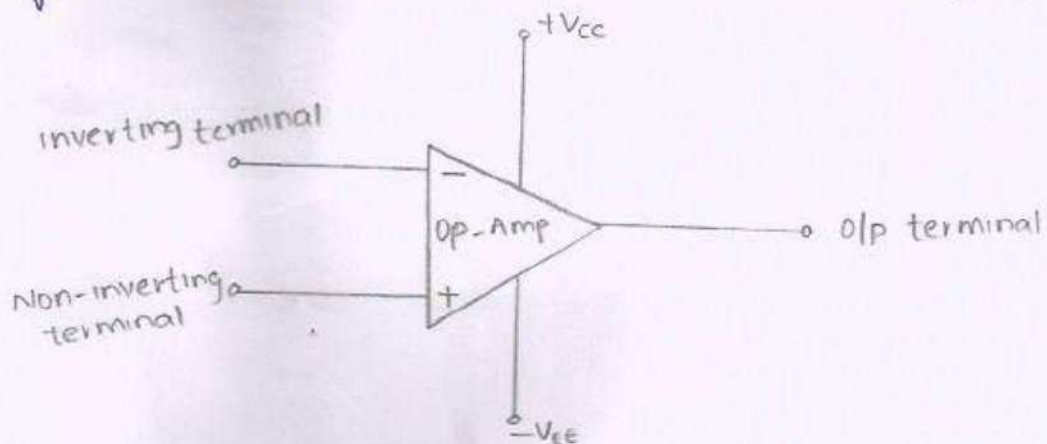 +Vcc
Inverting terminal
-
Op-Amp
O/p terminal
Non-inverting
terminal
+
-VEE